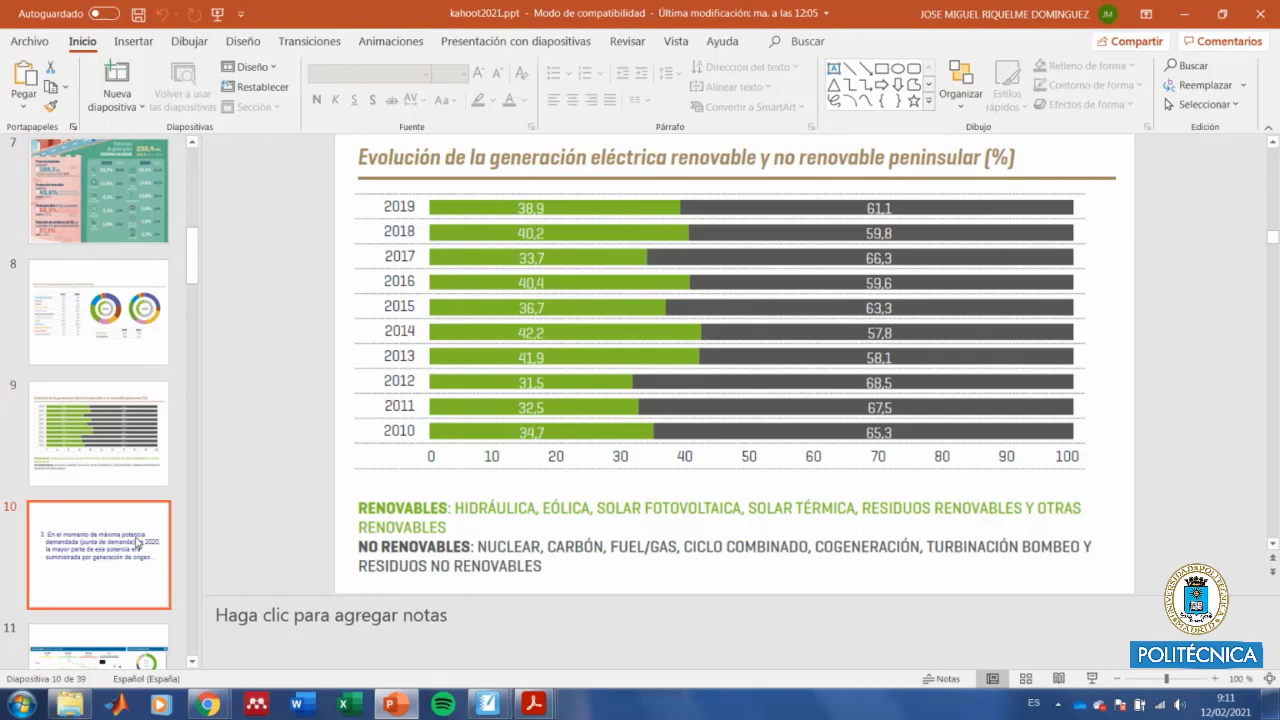 Autoguardado
kahoot2021.ppt - Modo de compatibilidad - Última modificación: ma. a las 12:05
JOSE MIGUEL RIQUELME DOMINGUEZ
JM
Archivo Inicio Insertar Dibujar Diseño Transiciones Animaciones Presentación con diapositivas Revisar Vista Ayuda Buscar
Compartir Comentarios
Pegar
Nueva
diapositiva
Volver a usar
las diapositivas
Diseño
Restablecer
Sección
Dirección del texto
Alinear texto
Convertir a SmartArt
Organizar
Estilos
rápidos
Relleno de forma
Contorno de forma
Efectos de forma
Buscar
Reemplazar
Seleccionar
Portapapeles Diapositivas Fuente Párrafo Dibujo Edición
7
8
9
10
3. En el momento de máxima potencia
demandada (punta de demanda)
la mayor parte de esa potencia
suministrada por generación de origen...
11
Evolución de la generación eléctrica renovable y no renovable peninsular (%)
2019 38,9 61,1
2018 40,2 59,8
2017 33,7 66,3
2016 40,4 59,6
2015 36,7 63,3
2014 42,2 57,8
2013 41,9 58,1
2012 31,5 68,5
2011 32,5 67,5
2010 34,7 65,3
0 10 20 30 40 50 60 70 80 90 100
RENOVABLES: HIDRÁULICA, EÓLICA, SOLAR FOTOVOLTAICA, SOLAR TÉRMICA, RESIDUOS RENOVABLES Y OTRAS
RENOVABLES
NO RENOVABLES: NUCLEAR, CARBÓN, FUEL/GAS, CICLO COMBINADO, COGENERACIÓN, TURBINACIÓN BOMBEO Y
RESIDUOS NO RENOVABLES
Haga clic para agregar notas
POLITÉCNICA
Diapositiva 10 de 39 Español (España) Notas 100 %
ES
9:11
12/02/2021